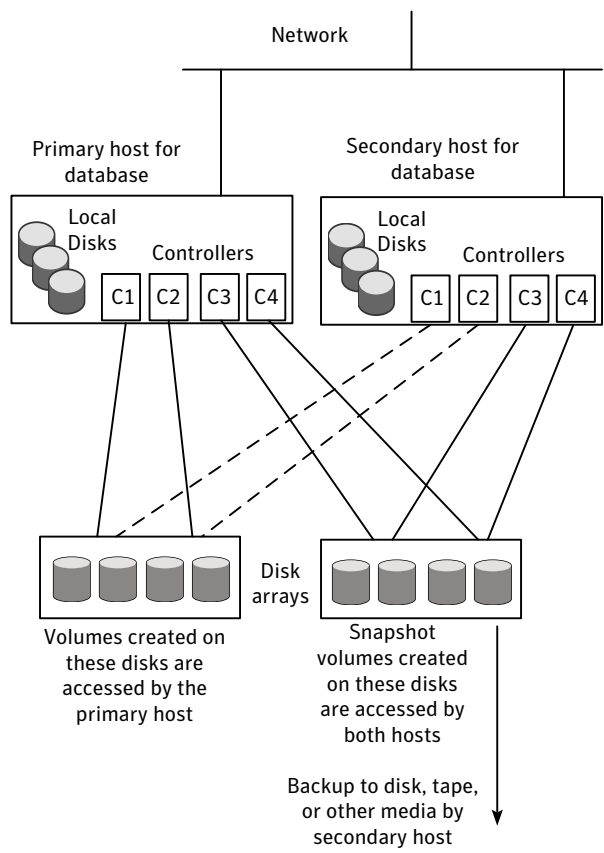 Network
Primary host for
database
Secondary host for
database
Local
Disks
Controllers
C1
C2
C3
C4
Local
Disks
Controllers
C1
C2
C3
C4
Disk
arrays
Volumes created on
these disks are
accessed by the
primary host
Snapshot
volumes created
on these disks
are accessed by
both hosts
Backup to disk, tape,
or other media by
secondary host